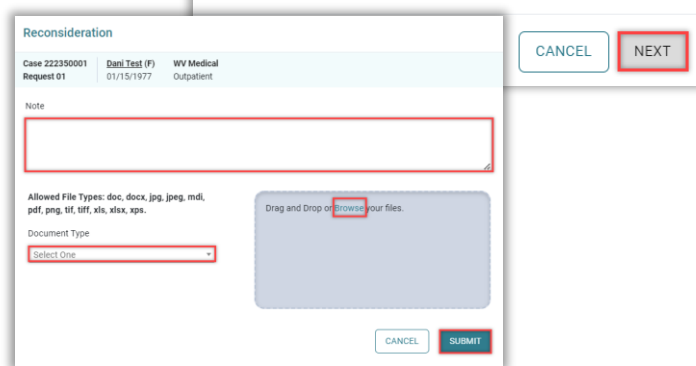 Reconsideration
Case 222350001 Dani Test (F) WV Medical
Request 01 01/15/1977 Outpatient
Note
Allowed File Types: doc, docx, jpg, jpeg, mdi,
pdf, png, tif, tiff, xls, xlsx, xps.
Document Type
Select One
Drag and Drop or Browse your files.
CANCEL SUBMIT
CANCEL NEXT